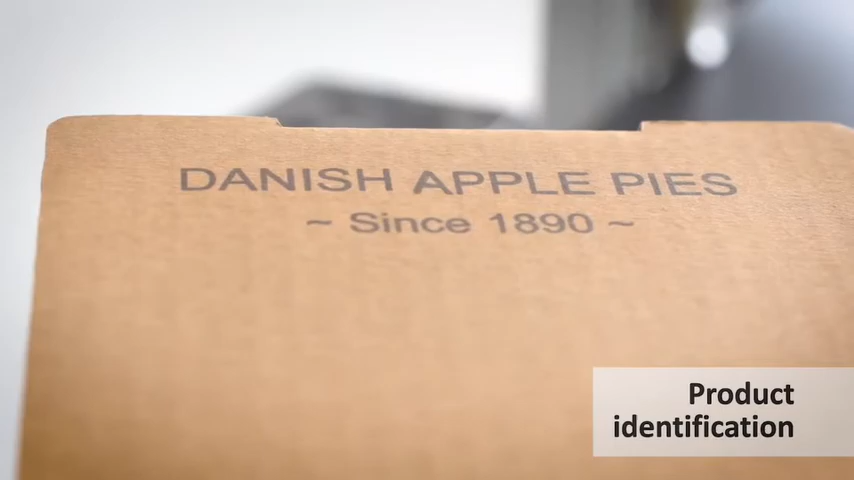 DANISH APPLE PIES
~ Since 1890 ~
Product
identification